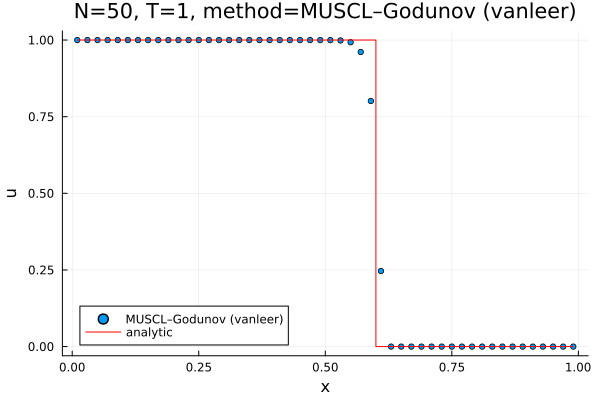 N=50, T=1, method=MUSCL–Godunov (vanleer)
1.00
0.75
u
0.50
0.25
0.00
MUSCL–Godunov (vanleer)
analytic
0.00 0.25 0.50 0.75 1.00
x